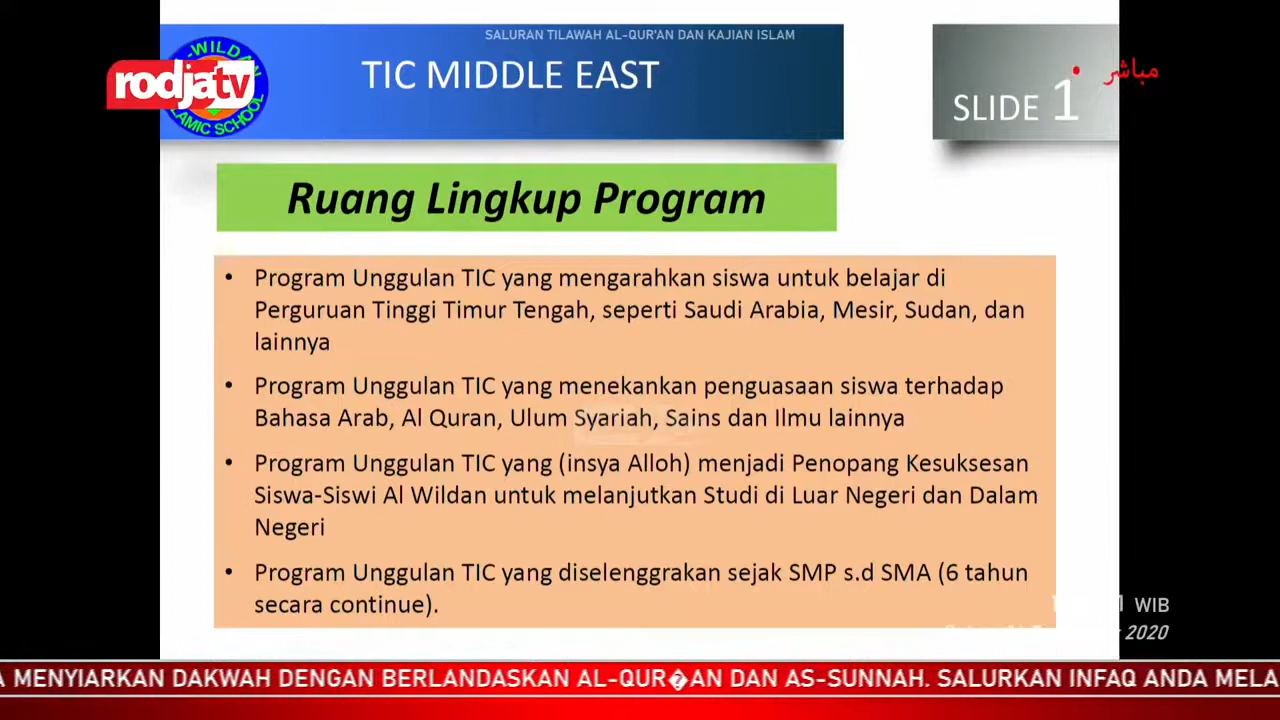 SALURAN TILAWAH AL-QUR'AN DAN KAJIAN ISLAM
rodjatv
-WILDAN
ISLAMIC SCHOOL
TIC MIDDLE EAST
SLIDE 1
مباشر
Ruang Lingkup Program
• Program Unggulan TIC yang mengarahkan siswa untuk belajar di
Perguruan Tinggi Timur Tengah, seperti Saudi Arabia, Mesir, Sudan, dan
lainnya
• Program Unggulan TIC yang menekankan penguasaan siswa terhadap
Bahasa Arab, Al Quran, Ulum Syariah, Sains dan Ilmu lainnya
• Program Unggulan TIC yang (insya Alloh) menjadi Penopang Kesuksesan
Siswa-Siswi Al Wildan untuk melanjutkan Studi di Luar Negeri dan Dalam
Negeri
• Program Unggulan TIC yang diselenggrakan sejak SMP s.d SMA (6 tahun
secara continue).
WIB
2020
A MENYIARKAN DAKWAH DENGAN BERLANDASKAN AL-QUR�AN DAN AS-SUNNAH. SALURKAN INFAQ ANDA MELA